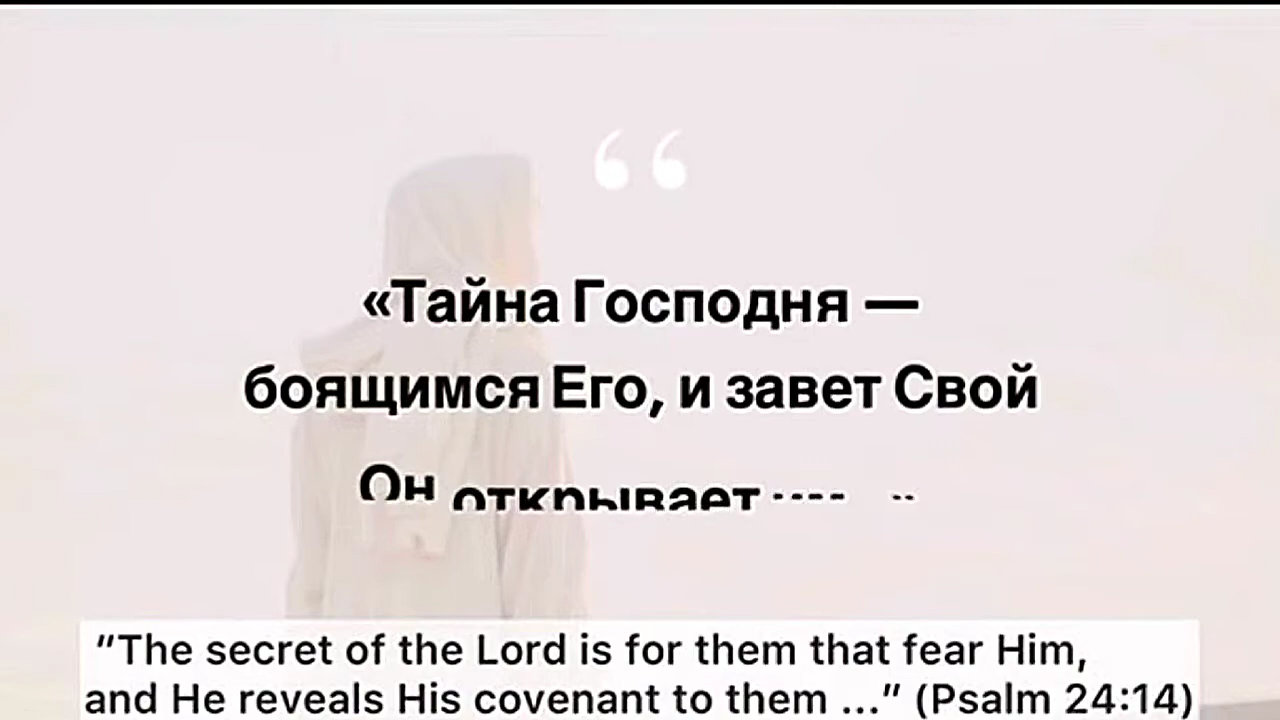 “
«Тайна Господня —
боящимся Его, и завет Свой
Он открывает
"The secret of the Lord is for them that fear Him,
and He reveals His covenant to them ..." (Psalm 24:14)